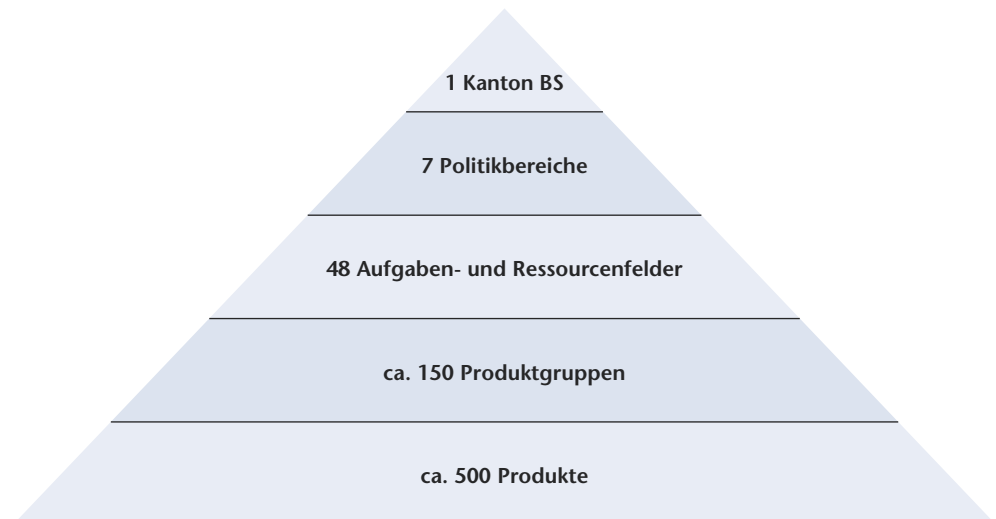 1 Kanton BS
7 Politikbereiche
48 Aufgaben- und Ressourcenfelder
ca. 150 Produktgruppen
ca. 500 Produkte